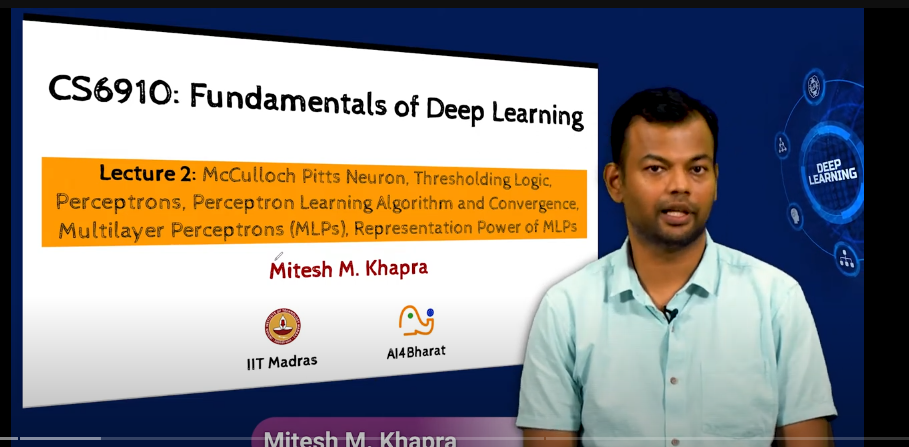 CS6910: Fundamentals of Deep Learning
Lecture 2: McCulloch Pitts Neuron, Thresholding Logic,
Perceptrons, Perceptron Learning Algorithm and Convergence,
Multilayer Perceptrons (MLPs), Representation Power of MLPs
Mitesh M. Khapra
IIT Madras
AI4Bharat
DEEP
LEARNING
Mitesh M. Khapra